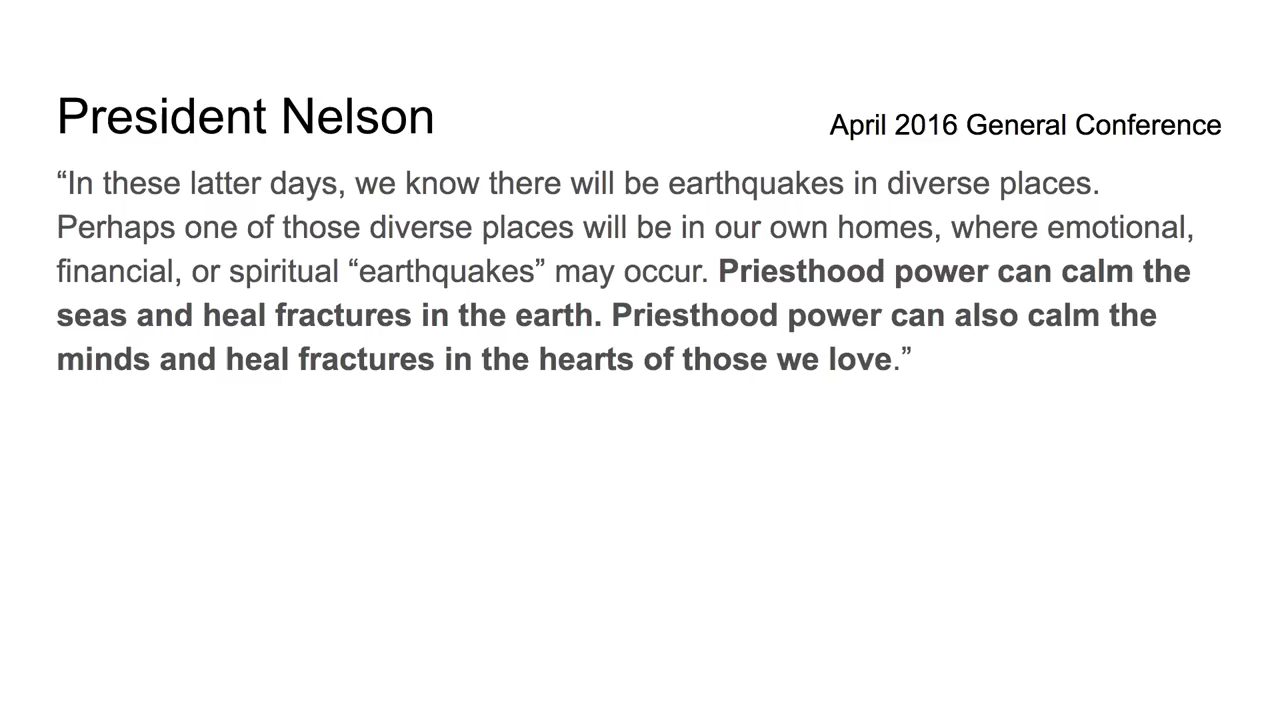 President Nelson
April 2016 General Conference
“In these latter days, we know there will be earthquakes in diverse places.
Perhaps one of those diverse places will be in our own homes, where emotional,
financial, or spiritual “earthquakes” may occur. Priesthood power can calm the
seas and heal fractures in the earth. Priesthood power can also calm the
minds and heal fractures in the hearts of those we love.”